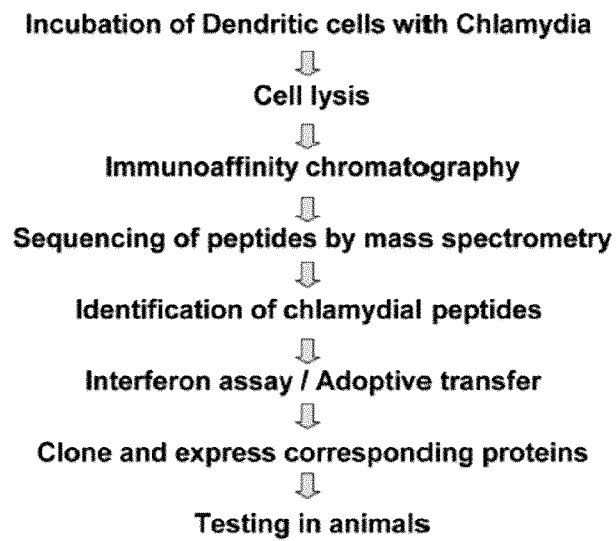 Incubation of Dendritic cells with Chlamydia
Cell lysis
Immunoaffinity chromatography
Sequencing of peptides by mass spectrometry
Identification of chlamydial peptides
Interferon assay / Adoptive transfer
Clone and express corresponding proteins
Testing in animals